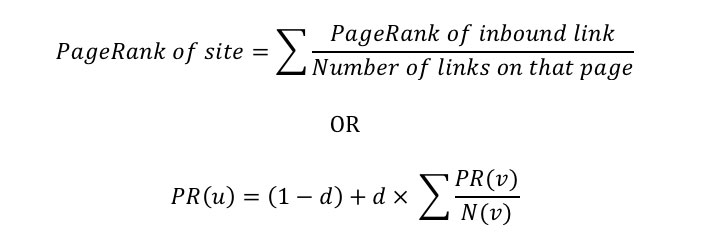 PageRank of site = ∑ PageRank of inbound link / Number of links on that page
OR
PR(u) = (1 − d) + d × ∑ PR(v) / N(v)